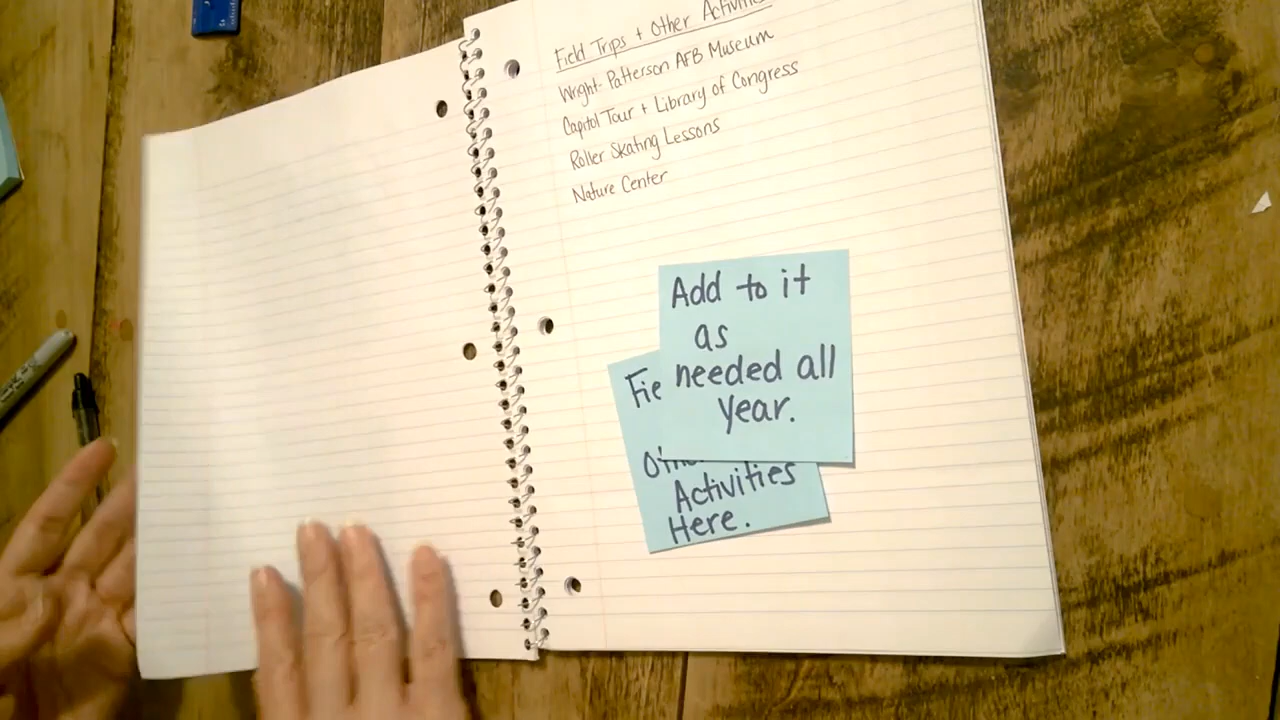 Field Trips + Other Activities
Wright-Patterson AFB Museum
Capitol Tour + Library of Congress
Roller Skating Lessons
Nature Center
Add to it
as
needed all
year.
Fie
Othe
Activities
Here.